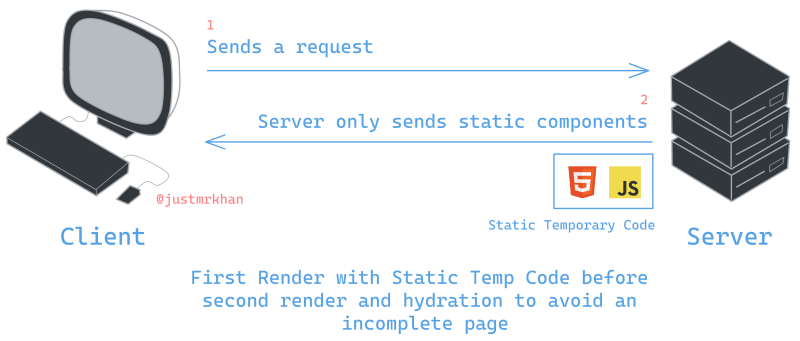 1
Sends a request
2
Server only sends static components
5
JS
Static Temporary Code
@justmrkhan
Client
Server
First Render with Static Temp Code before
second render and hydration to avoid an
incomplete page